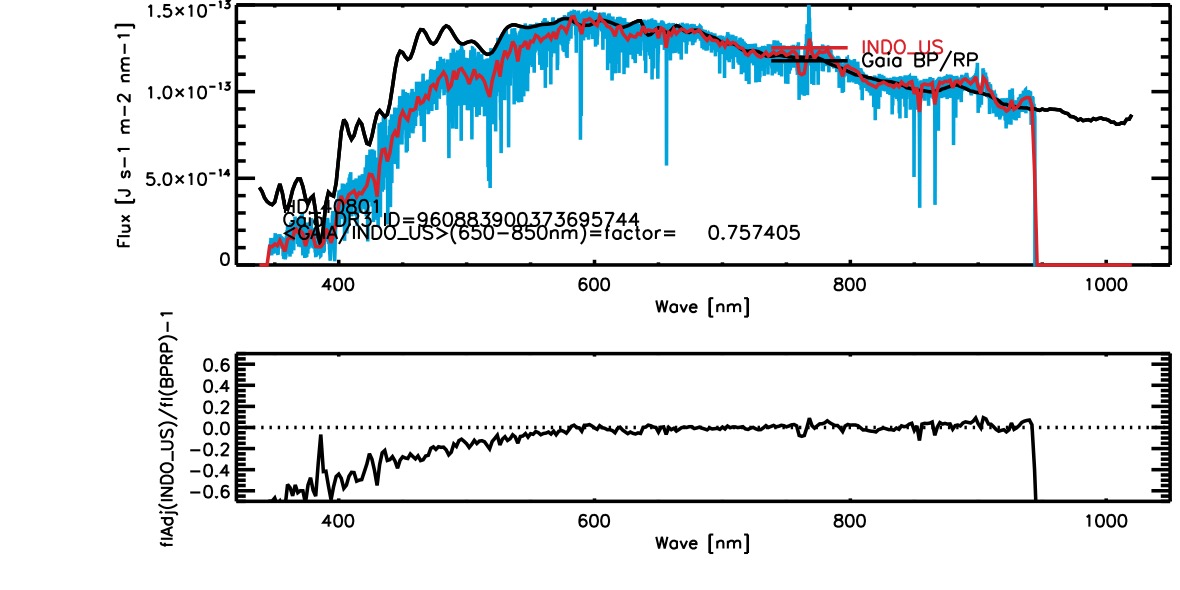 1.5×10−13
1.0×10−13
5.0×10−14
0
Flux [J s−1 m−2 nm−1]
INDO_US
Gaia BP/RP
HD 40801
Gaia DR3 ID=960883900373695744
<GAIA/INDO_US>(650−850nm)=factor= 0.757405
400 600 800 1000
Wave [nm]
flAdj(INDO_US)/fl(BPRP)−1
0.6
0.4
0.2
0.0
−0.2
−0.4
−0.6
400 600 800 1000
Wave [nm]